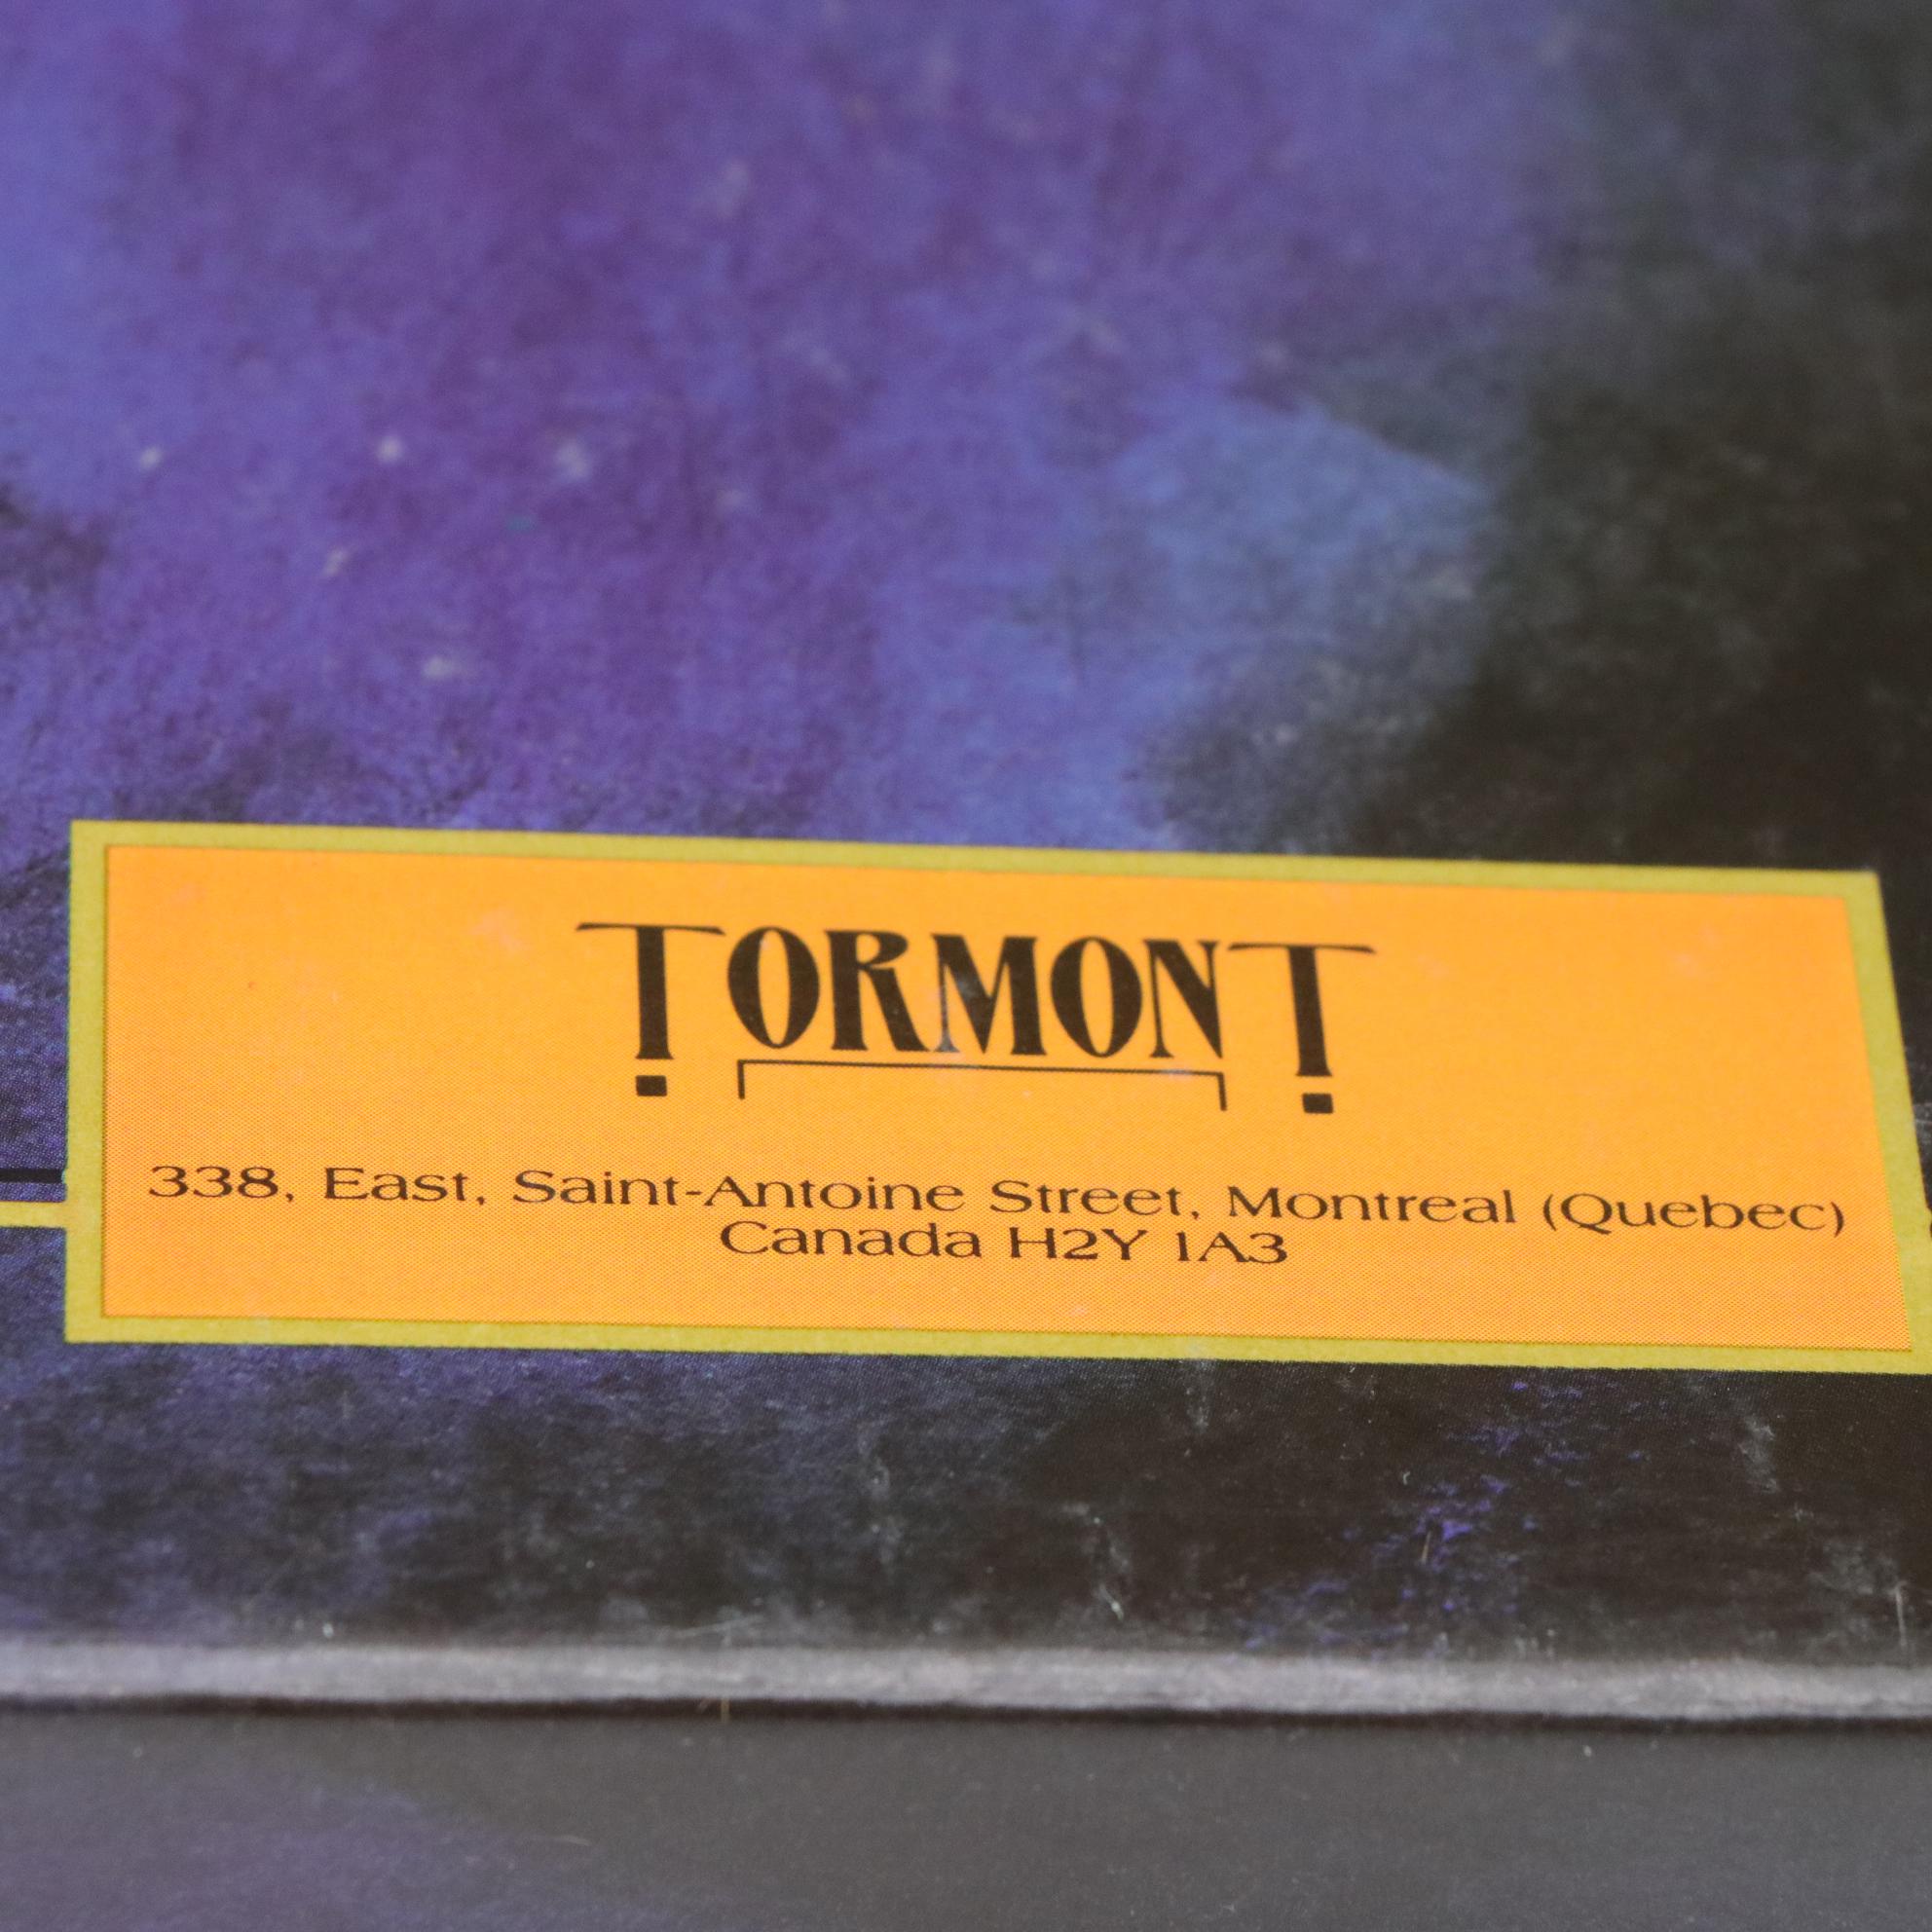 TORMONT
338, East, Saint-Antoine Street, Montreal (Quebec)
Canada H2Y 1A3